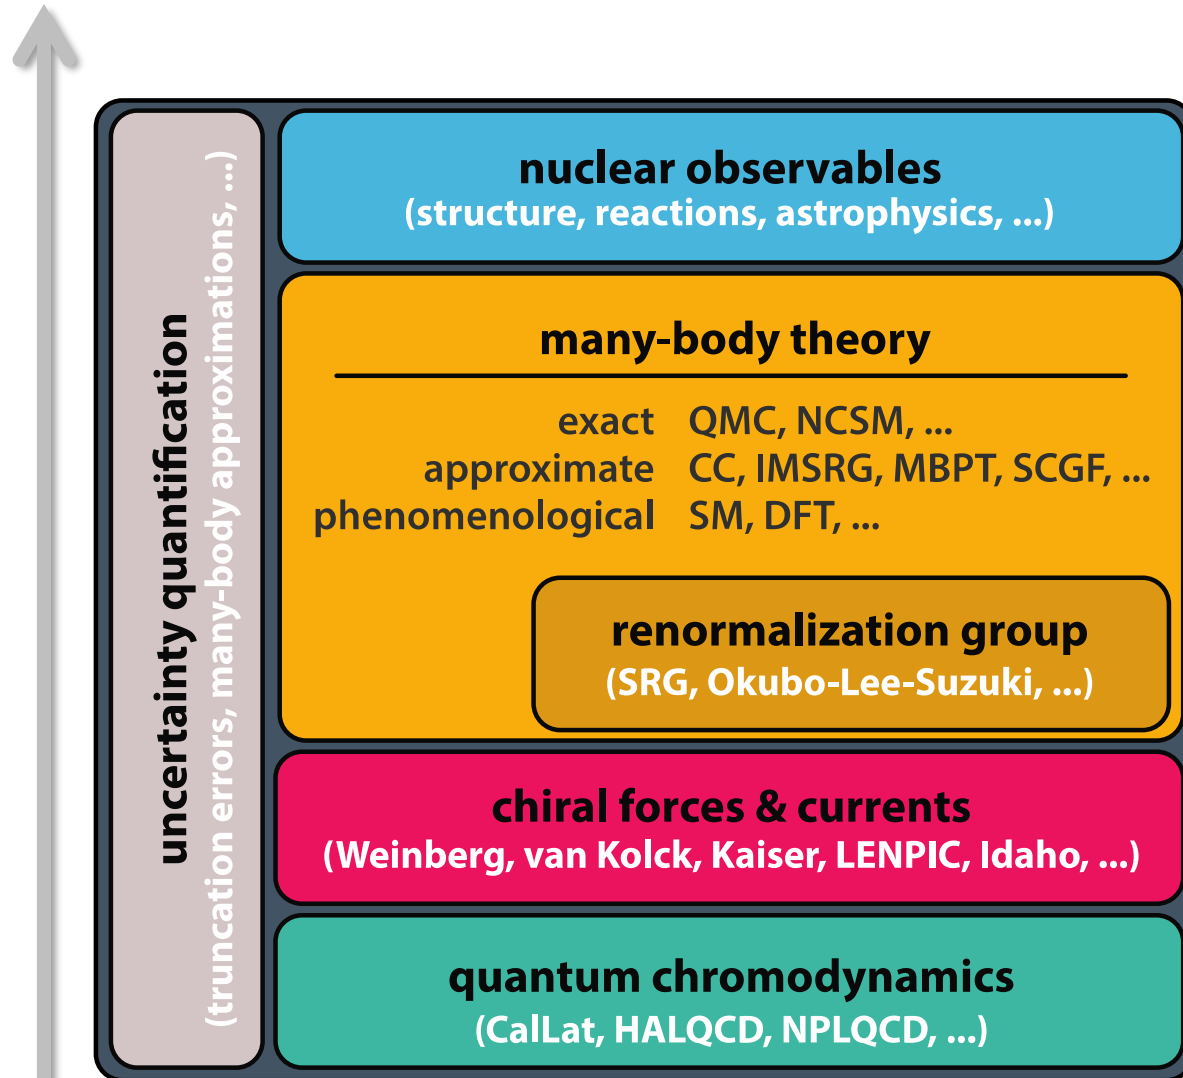 uncertainty quantification
(truncation errors, many-body approximations, ...)
nuclear observables
(structure, reactions, astrophysics, ...)
many-body theory
exact QMC, NCSM, ...
approximate CC, IMSRG, MBPT, SCGF, ...
phenomenological SM, DFT, ...
renormalization group
(SRG, Okubo-Lee-Suzuki, ...)
chiral forces & currents
(Weinberg, van Kolck, Kaiser, LENPIC, Idaho, ...)
quantum chromodynamics
(CalLat, HALQCD, NPLQCD, ...)